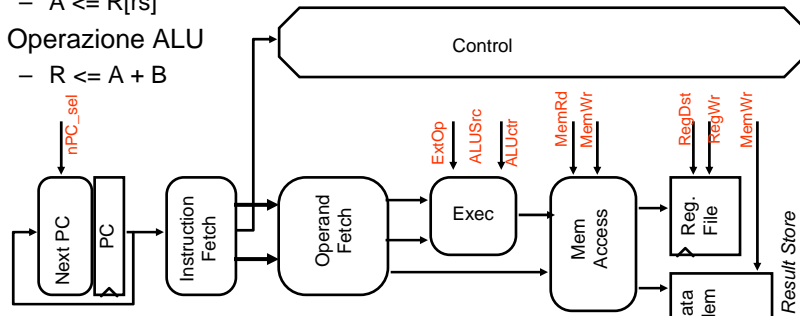 – A <= R[rs]
Operazione ALU
– R <= A + B
Control
nPC_sel
ExtOp
ALUSrc
ALUctr
MemRd
MemWr
RegDst
RegWr
MemWr
Next PC
PC
Instruction
Fetch
Operand
Fetch
Exec
Mem
Access
Reg.
File
Result Store